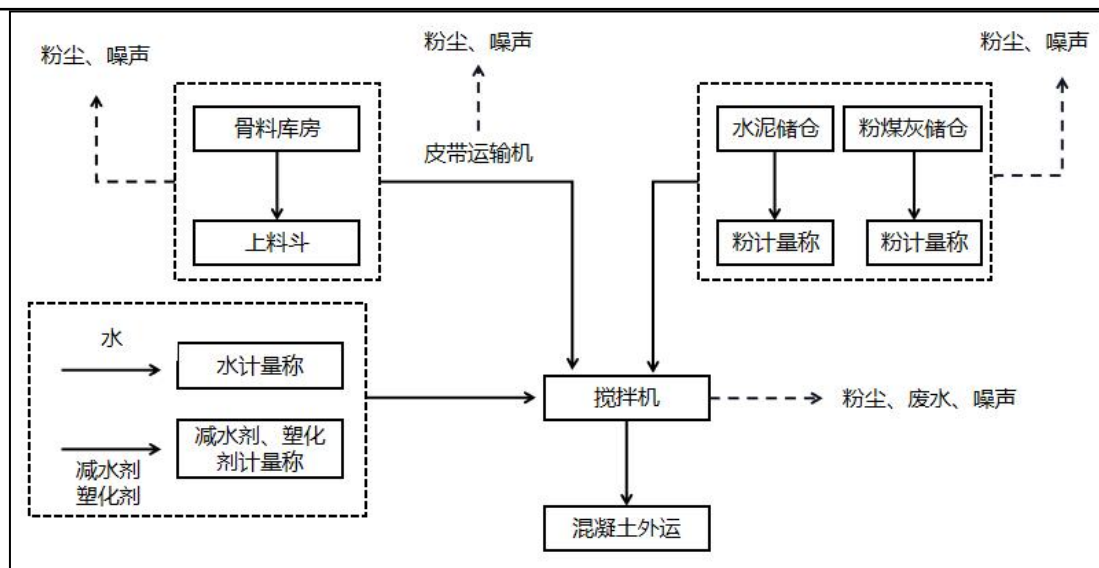 粉尘、噪声
粉尘、噪声
粉尘、噪声
骨料库房
水泥储仓
粉煤灰储仓
皮带运输机
上料斗
粉计量称
粉计量称
水
水计量称
搅拌机
粉尘、废水、噪声
减水剂、塑化
剂计量称
减水剂
塑化剂
混凝土外运